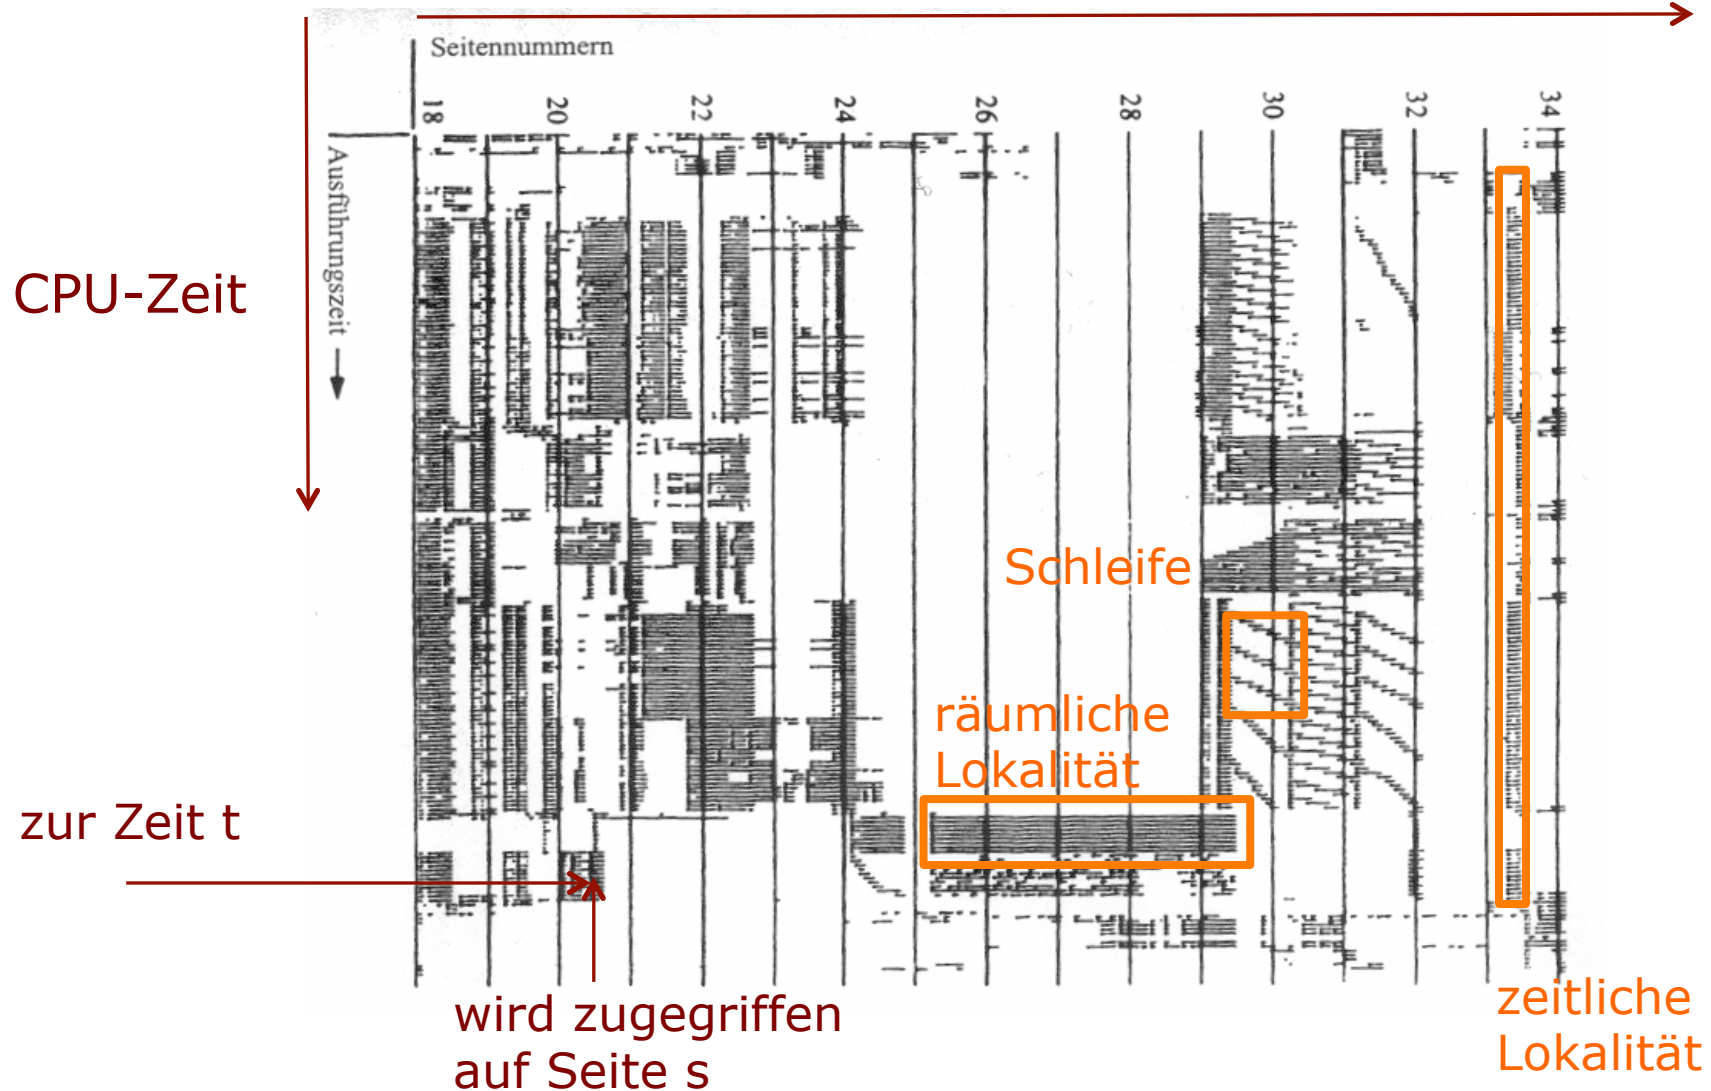 Seitennummern
18
20
22
24
26
28
30
32
34
Ausführungszeit
CPU-Zeit
Schleife
räumliche
Lokalität
zur Zeit t
wird zugegriffen
auf Seite s
zeitliche
Lokalität